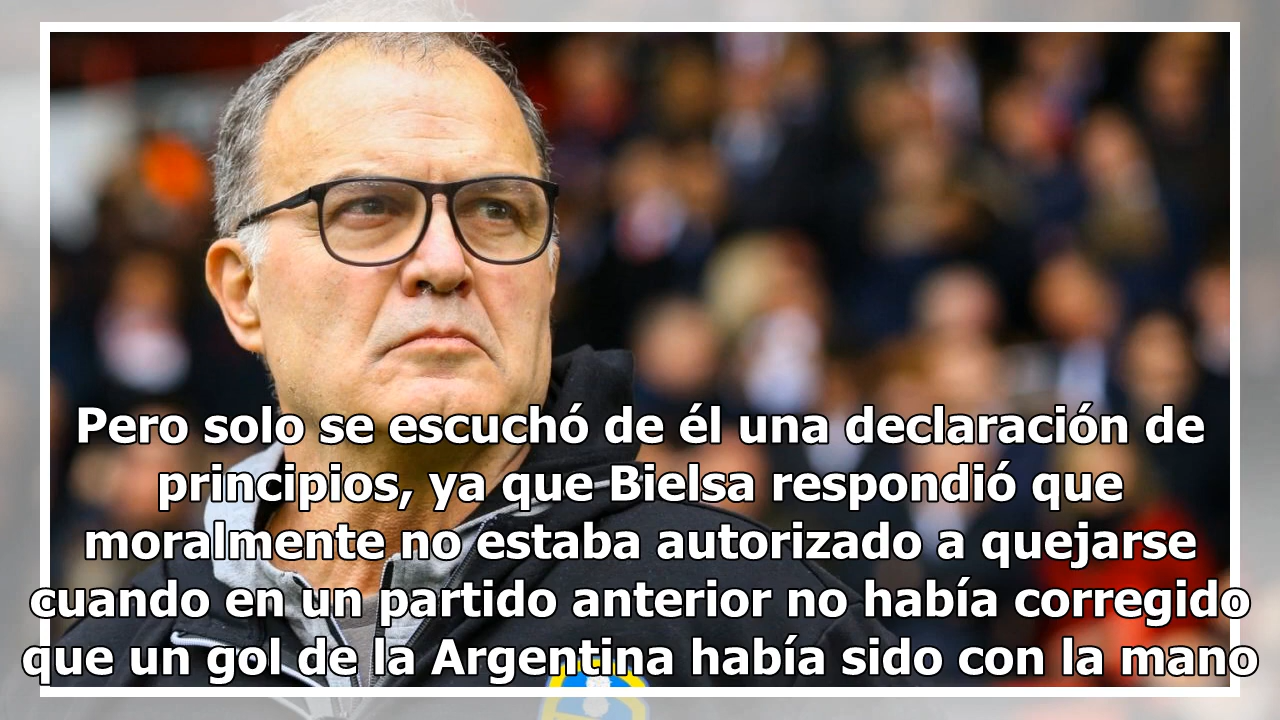 Pero solo se escuchó de él una declaración de
principios, ya que Bielsa respondió que
moralmente no estaba autorizado a quejarse
cuando en un partido anterior no había corregido
que un gol de la Argentina había sido con la mano